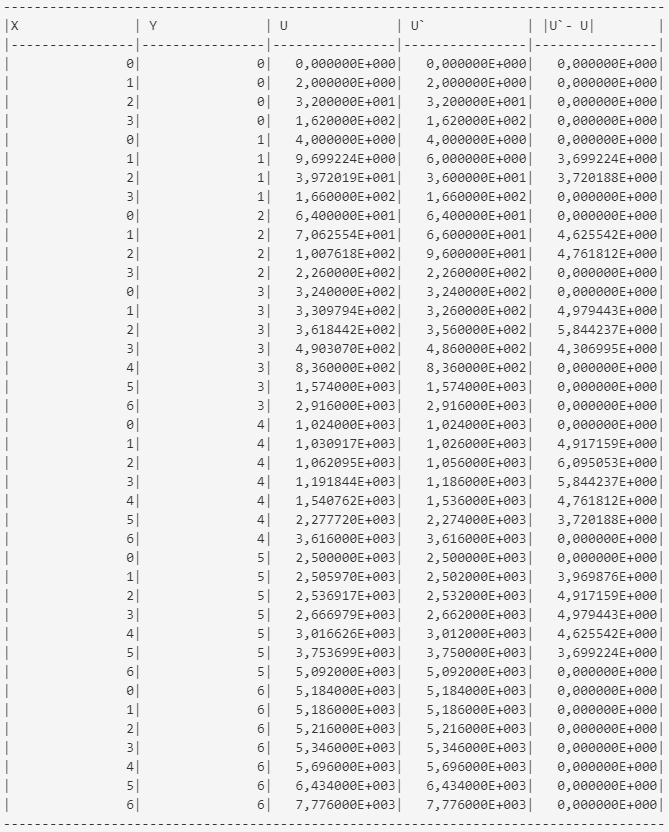 --------------------------------------------------------------------------------
|X | Y | U | U` | |U`- U| |
|---------------|---------------|---------------|---------------|---------------|
| 0| 0| 0,000000E+000| 0,000000E+000| 0,000000E+000|
| 1| 0| 2,000000E+000| 2,000000E+000| 0,000000E+000|
| 2| 0| 3,200000E+001| 3,200000E+001| 0,000000E+000|
| 3| 0| 1,620000E+002| 1,620000E+002| 0,000000E+000|
| 0| 1| 4,000000E+000| 4,000000E+000| 0,000000E+000|
| 1| 1| 9,699224E+000| 6,000000E+000| 3,699224E+000|
| 2| 1| 3,972019E+001| 3,600000E+001| 3,720188E+000|
| 3| 1| 1,660000E+002| 1,660000E+002| 0,000000E+000|
| 0| 2| 6,400000E+001| 6,400000E+001| 0,000000E+000|
| 1| 2| 7,062554E+001| 6,600000E+001| 4,625542E+000|
| 2| 2| 1,007618E+002| 9,600000E+001| 4,761812E+000|
| 3| 2| 2,260000E+002| 2,260000E+002| 0,000000E+000|
| 0| 3| 3,240000E+002| 3,240000E+002| 0,000000E+000|
| 1| 3| 3,309794E+002| 3,260000E+002| 4,979443E+000|
| 2| 3| 3,618442E+002| 3,560000E+002| 5,844237E+000|
| 3| 3| 4,903070E+002| 4,860000E+002| 4,306995E+000|
| 4| 3| 8,360000E+002| 8,360000E+002| 0,000000E+000|
| 5| 3| 1,574000E+003| 1,574000E+003| 0,000000E+000|
| 6| 3| 2,916000E+003| 2,916000E+003| 0,000000E+000|
| 0| 4| 1,024000E+003| 1,024000E+003| 0,000000E+000|
| 1| 4| 1,030917E+003| 1,026000E+003| 4,917159E+000|
| 2| 4| 1,062095E+003| 1,056000E+003| 6,095053E+000|
| 3| 4| 1,191844E+003| 1,186000E+003| 5,844237E+000|
| 4| 4| 1,540762E+003| 1,536000E+003| 4,761812E+000|
| 5| 4| 2,277720E+003| 2,274000E+003| 3,720188E+000|
| 6| 4| 3,616000E+003| 3,616000E+003| 0,000000E+000|
| 0| 5| 2,500000E+003| 2,500000E+003| 0,000000E+000|
| 1| 5| 2,505970E+003| 2,502000E+003| 3,969876E+000|
| 2| 5| 2,536917E+003| 2,532000E+003| 4,917159E+000|
| 3| 5| 2,666979E+003| 2,662000E+003| 4,979443E+000|
| 4| 5| 3,016626E+003| 3,012000E+003| 4,625542E+000|
| 5| 5| 3,753699E+003| 3,750000E+003| 3,699224E+000|
| 6| 5| 5,092000E+003| 5,092000E+003| 0,000000E+000|
| 0| 6| 5,184000E+003| 5,184000E+003| 0,000000E+000|
| 1| 6| 5,186000E+003| 5,186000E+003| 0,000000E+000|
| 2| 6| 5,216000E+003| 5,216000E+003| 0,000000E+000|
| 3| 6| 5,346000E+003| 5,346000E+003| 0,000000E+000|
| 4| 6| 5,696000E+003| 5,696000E+003| 0,000000E+000|
| 5| 6| 6,434000E+003| 6,434000E+003| 0,000000E+000|
| 6| 6| 7,776000E+003| 7,776000E+003| 0,000000E+000|
--------------------------------------------------------------------------------